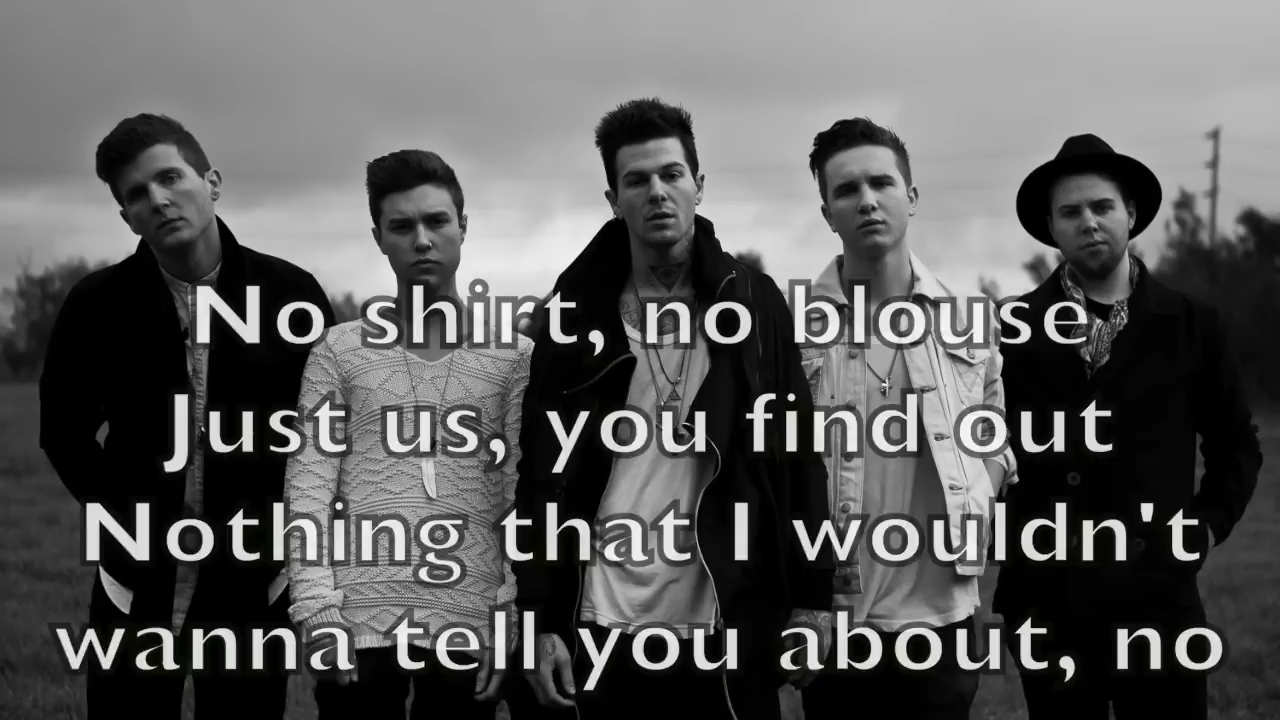 No shirt, no blouse
Just us, you find out
Nothing that I wouldn't
wanna tell you about, no